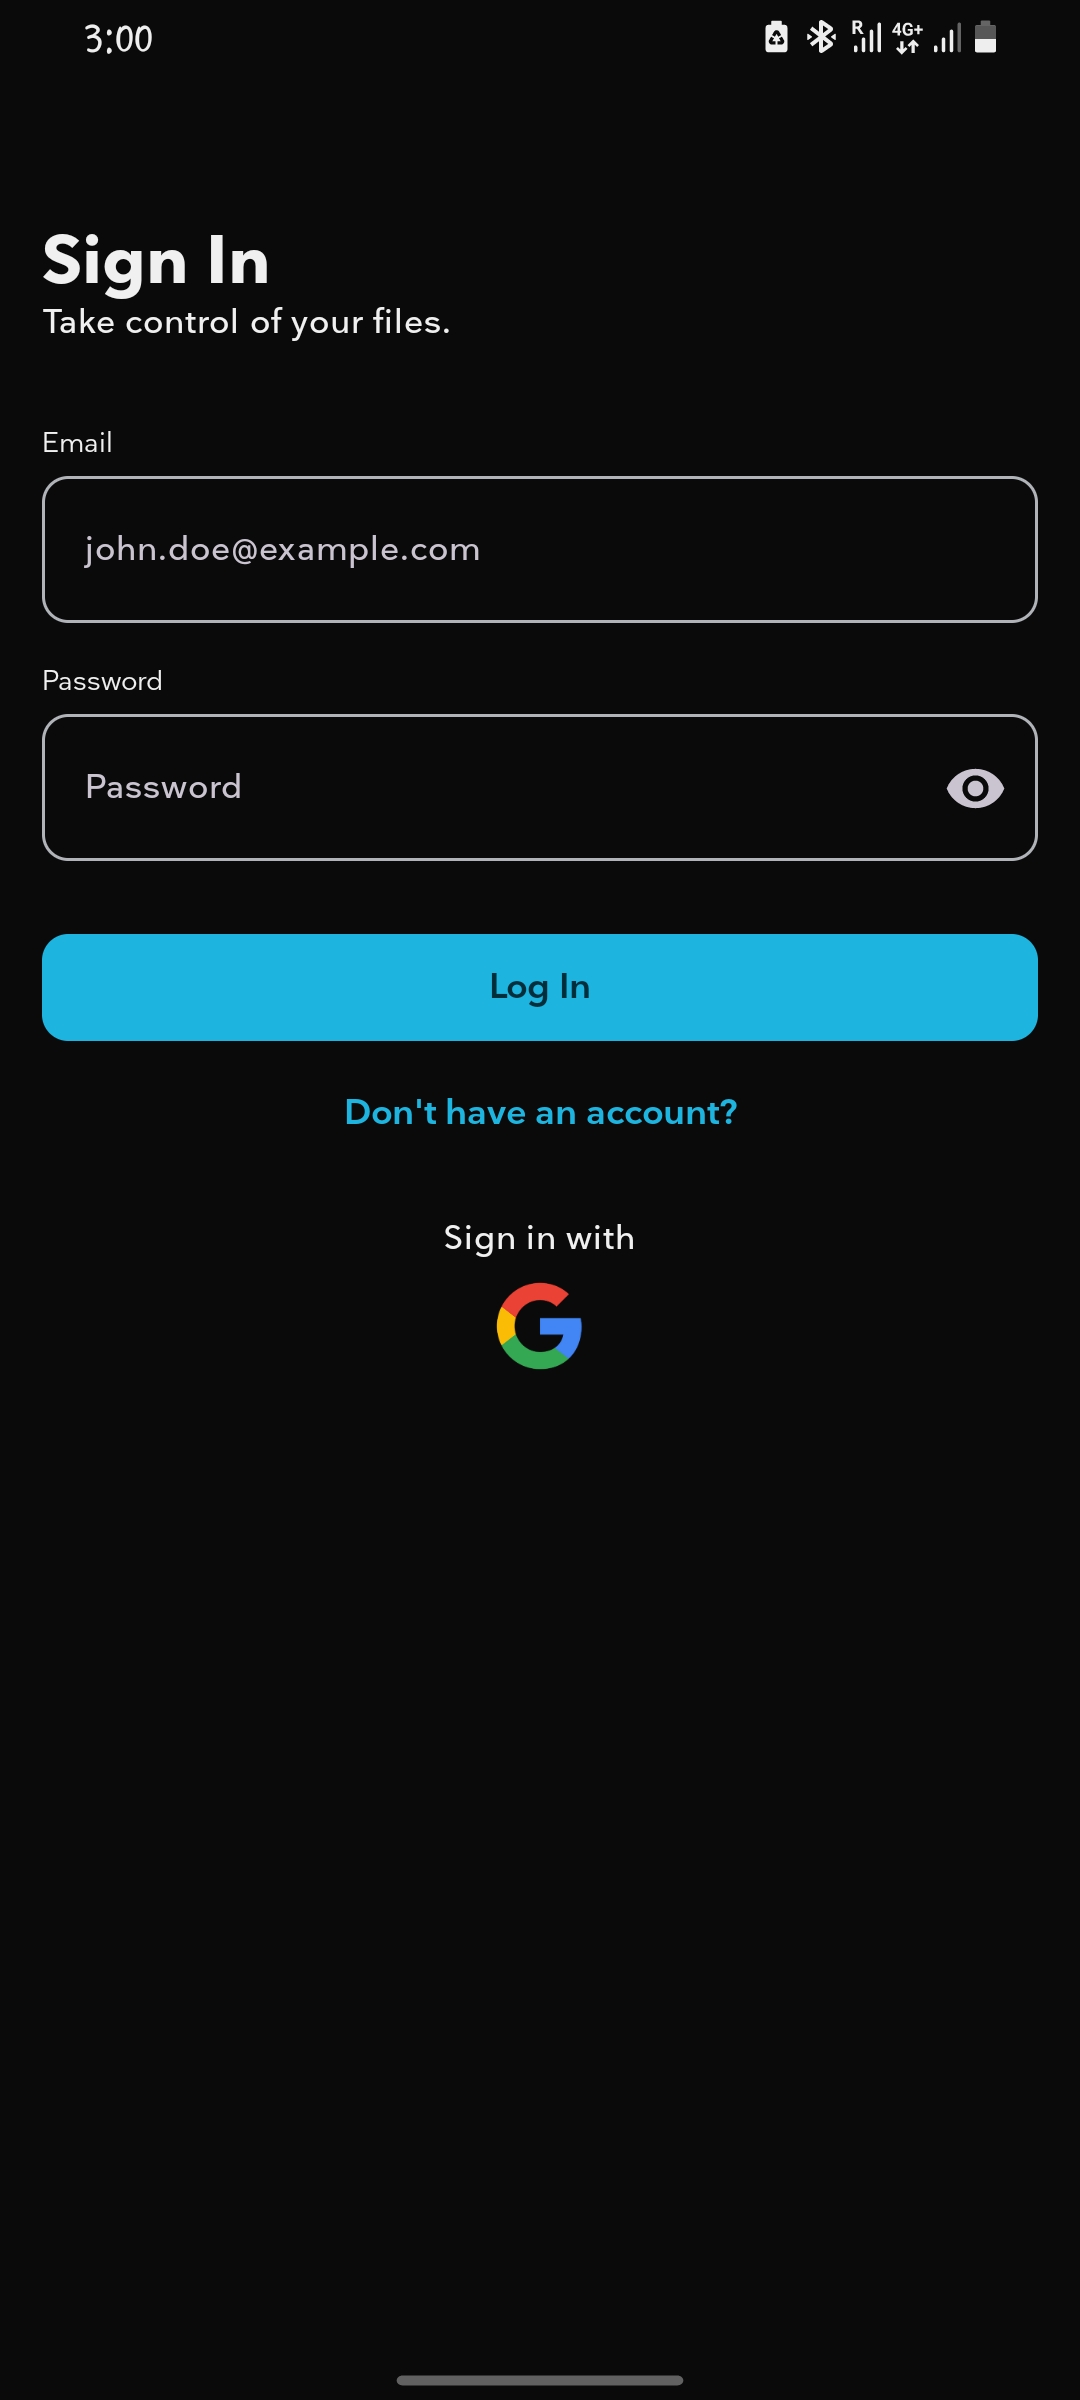 3:00
R 4G+
Sign In
Take control of your files.
Email
john.doe@example.com
Password
Password
Log In
Don't have an account?
Sign in with